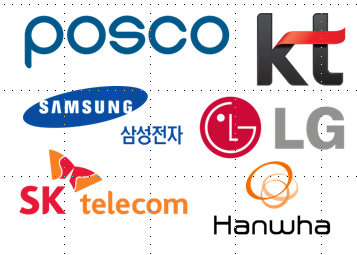 posco
kt
SAMSUNG
삼성전자
LG
SK telecom
Hanwha